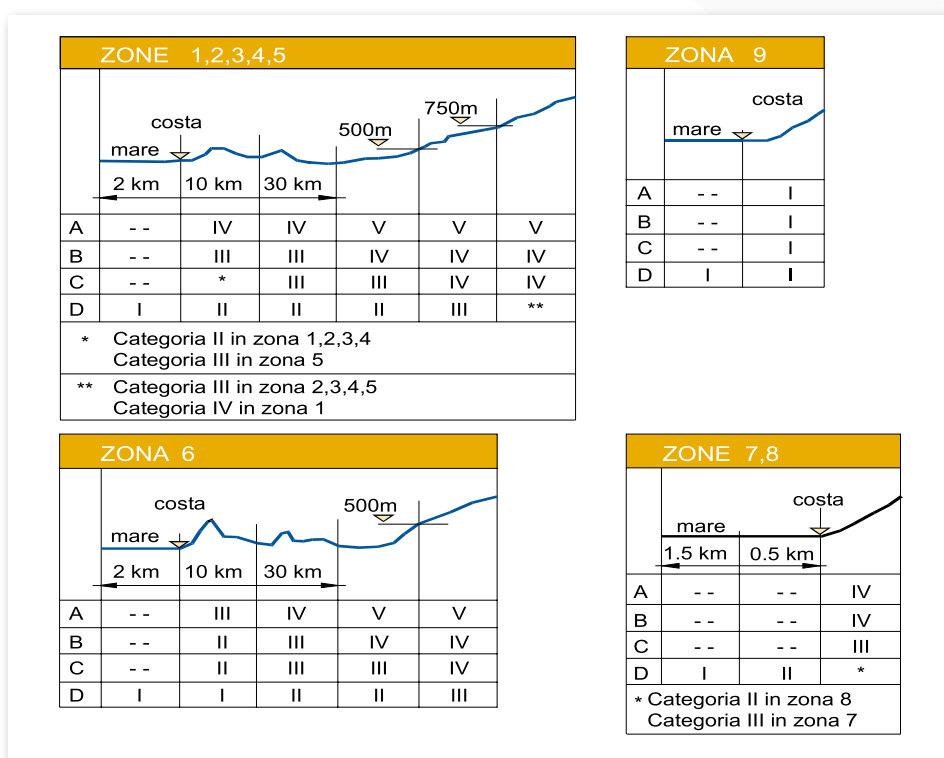 ZONE 1,2,3,4,5
costa
mare
500m
750m
2 km 10 km 30 km
A - - IV IV V V V
B - - III III IV IV IV
C - - * III III IV IV
D I II II II III **
* Categoria II in zona 1,2,3,4
Categoria III in zona 5
** Categoria III in zona 2,3,4,5
Categoria IV in zona 1
ZONA 9
costa
mare
A - - I
B - - I
C - - I
D I I
ZONA 6
costa
mare
500m
2 km 10 km 30 km
A - - III IV V V
B - - II III IV IV
C - - II III III IV
D I I II II III
ZONE 7,8
costa
mare
1.5 km 0.5 km
A - - - - IV
B - - - - IV
C - - - - III
D I II *
* Categoria II in zona 8
Categoria III in zona 7